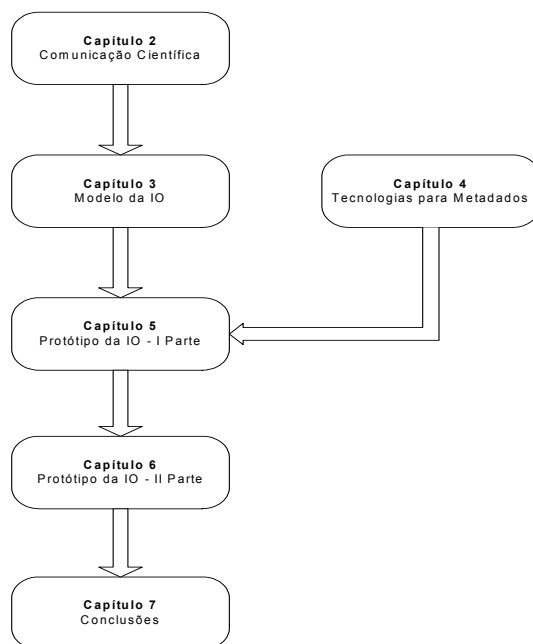 Capítulo 2
Comunicação Científica
Capítulo 3
Modelo da IO
Capítulo 4
Tecnologias para Metadados
Capítulo 5
Protótipo da IO - I Parte
Capítulo 6
Protótipo da IO - II Parte
Capítulo 7
Conclusões